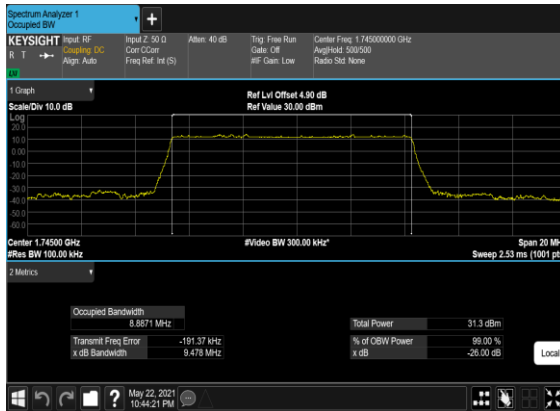 Spectrum Analyzer 1
Occupied BW
+
KEYSIGHT
R T
LXI
Input: RF
Coupling: DC
Align: Auto
Input Z: 50 Ω
Corr CCorr
Freq Ref: Int (S)
Atten: 40 dB
Trig: Free Run
Gate: Off
#IF Gain: Low
Center Freq: 1.745000000 GHz
Avg|Hold: 500/500
Radio Std: None
1 Graph
Scale/Div 10.0 dB
Ref Lvl Offset 4.90 dB
Ref Value 30.00 dBm
Log
20.0
10.0
0.00
-10.0
-20.0
-30.0
-40.0
-50.0
-60.0
Center 1.74500 GHz
#Res BW 100.00 kHz
#Video BW 300.00 kHz*
Span 20 MH
Sweep 2.53 ms (1001 pt
2 Metrics
Occupied Bandwidth
8.8871 MHz
Transmit Freq Error -191.37 kHz
x dB Bandwidth 9.478 MHz
Total Power 31.3 dBm
% of OBW Power 99.00 %
x dB -26.00 dB
Local
?
May 22, 2021
10:44:21 PM